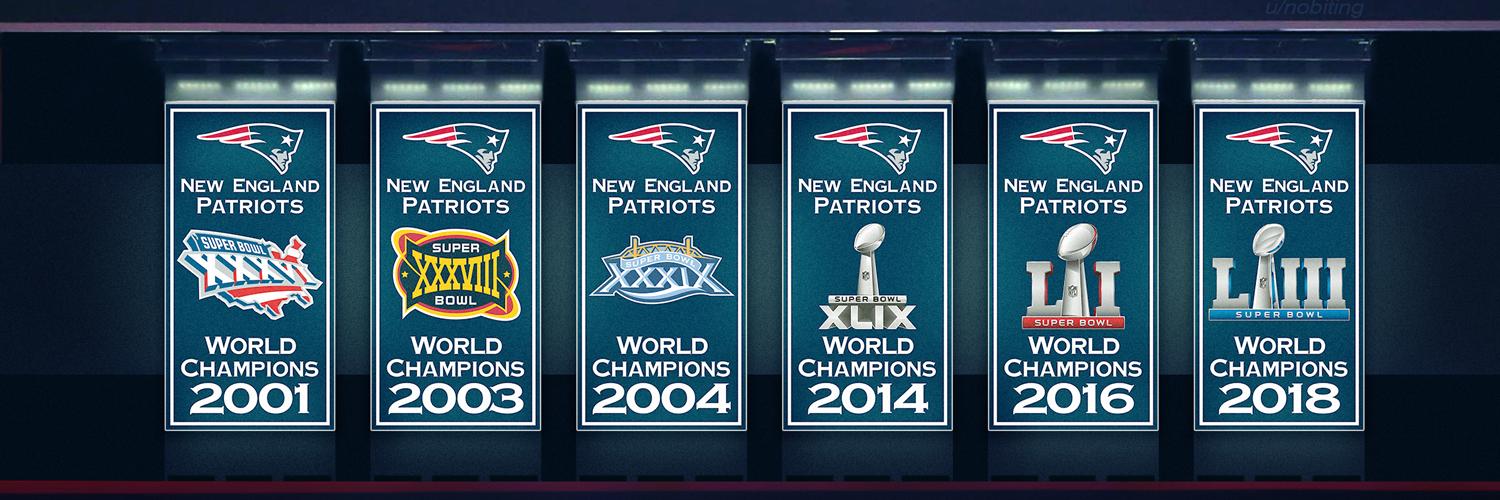 u/nobiting
New England
Patriots
Super Bowl
XXXVI
World
Champions
2001
New England
Patriots
Super
XXXVIII
Bowl
World
Champions
2003
New England
Patriots
Super Bowl
XXXIX
World
Champions
2004
New England
Patriots
Super Bowl
XLIX
World
Champions
2014
New England
Patriots
LI
Super Bowl
World
Champions
2016
New England
Patriots
LIII
Super Bowl
World
Champions
2018